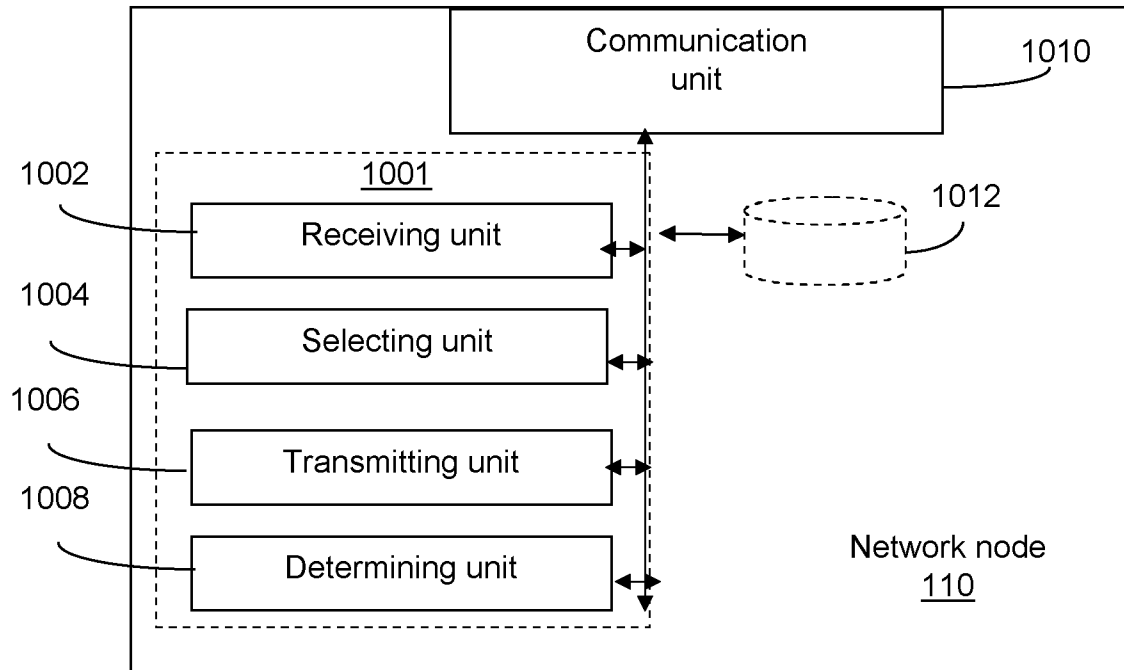 Communication
unit
1010
1002
1001
1012
Receiving unit
1004
Selecting unit
1006
Transmitting unit
1008
Determining unit
Network node
110